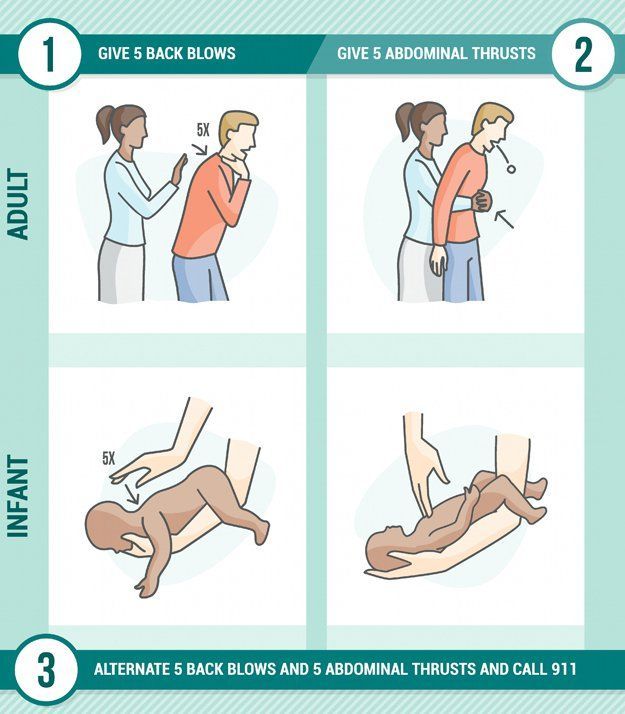 1
GIVE 5 BACK BLOWS
GIVE 5 ABDOMINAL THRUSTS
2
ADULT
5X
INFANT
5X
3
ALTERNATE 5 BACK BLOWS AND 5 ABDOMINAL THRUSTS AND CALL 911